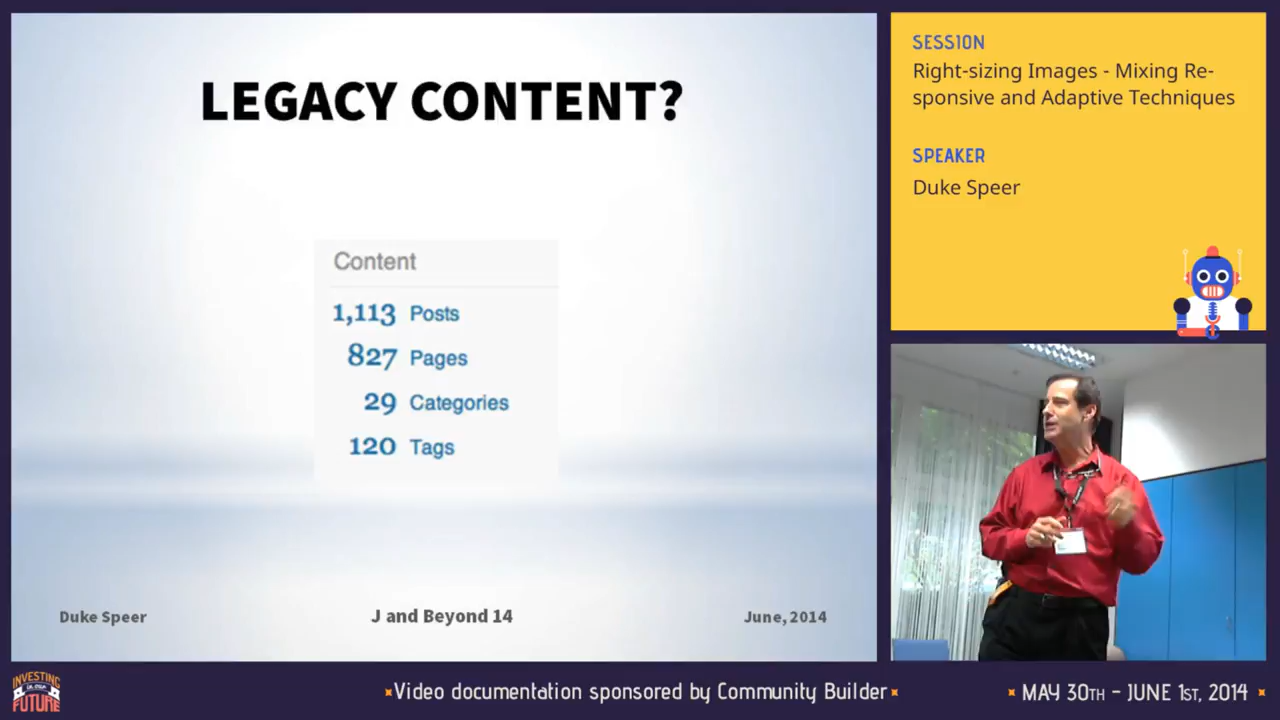 LEGACY CONTENT?
Content
1,113 Posts
827 Pages
29 Categories
120 Tags
Duke Speer
J and Beyond 14
June, 2014
SESSION
Right-sizing Images - Mixing Re-
sponsive and Adaptive Techniques
SPEAKER
Duke Speer
INVESTING
IN OUR
FUTURE
Video documentation sponsored by Community Builder
MAY 30TH - JUNE 1ST, 2014